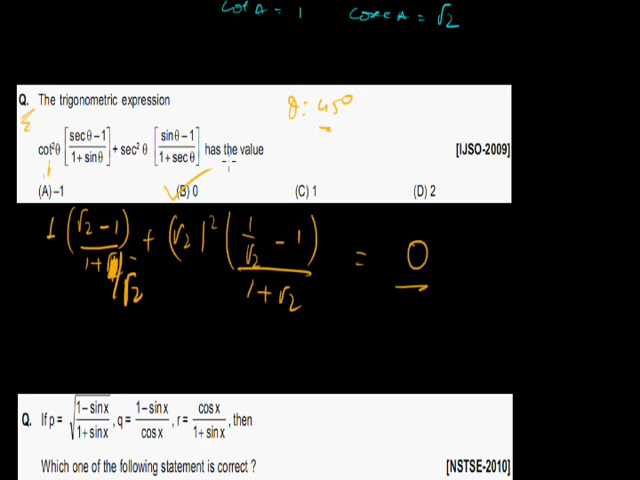 cot A = 1 cosec A = √2
Q. The trigonometric expression
θ: 45°
cot²θ [(secθ – 1)/(1 + sinθ)] + sec² θ [(sinθ – 1)/(1 + secθ)] has the value [IJSO-2009]
(A) –1 (B) 0 (C) 1 (D) 2
1 ((√2 – 1)/(1 + 1/√2)) + (√2)² ((1/√2 – 1)/(1 + √2)) = 0
Q. If p = √((1 – sinx)/(1 + sinx)), q = (1 – sinx)/cosx, r = cosx/(1 + sinx), then
Which one of the following statement is correct ? [NSTSE-2010]